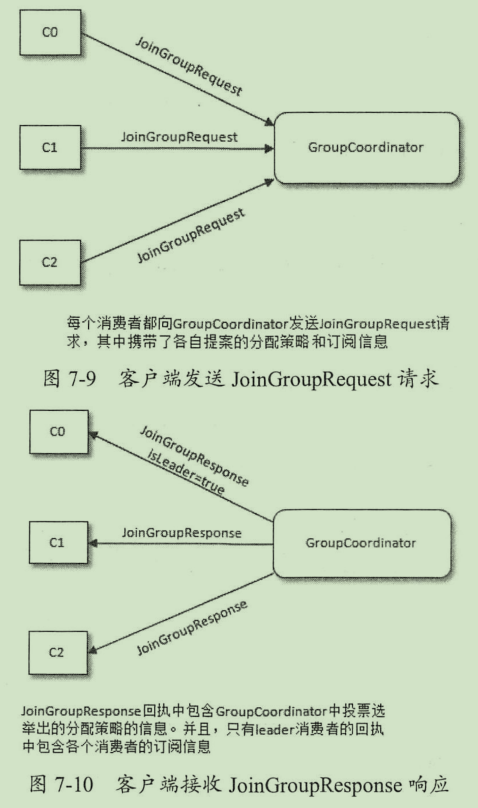 C0
JoinGroupRequest
C1
JoinGroupRequest
GroupCoordinator
JoinGroupRequest
C2
每个消费者都向GroupCoordinator发送JoinGroupRequest请
求，其中携带了各自提案的分配策略和订阅信息
图 7-9 客户端发送 JoinGroupRequest 请求
C0
JoinGroupResponse
isLeader=true
C1
JoinGroupResponse
GroupCoordinator
JoinGroupResponse
C2
JoinGroupResponse回执中包含GroupCoordinator中投票选
举出的分配策略的信息。并且，只有leader消费者的回执
中包含各个消费者的订阅信息
图 7-10 客户端接收 JoinGroupResponse 响应